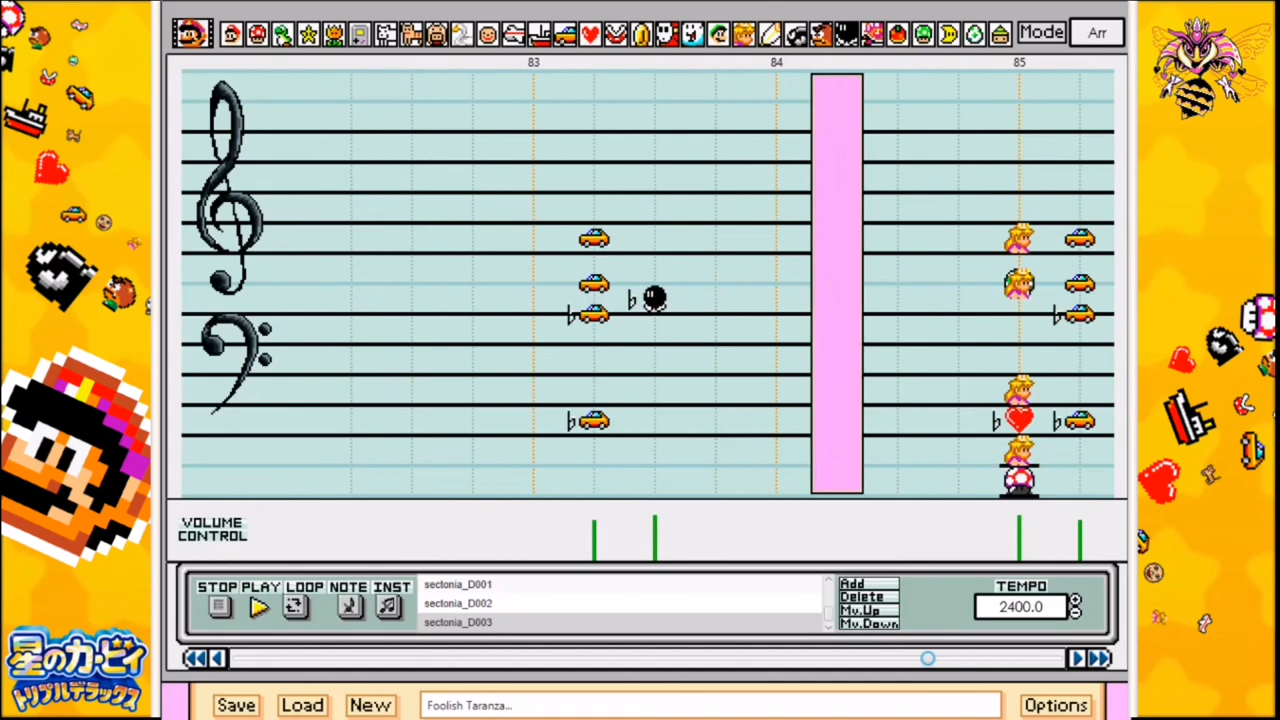 Mode
Arr
83
84
85
VOLUME
CONTROL
STOP PLAY LOOP NOTE INST
sectonia_D001
sectonia_D002
sectonia_D003
Add
Delete
Mv.Up
Mv.Down
TEMPO
2400.0
星のカービィ
トリプルデラックス
Save
Load
New
Foolish Taranza...
Options